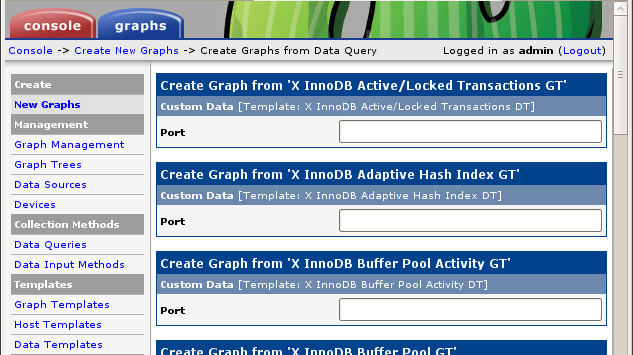 console
graphs
Console -> Create New Graphs -> Create Graphs from Data Query
Logged in as admin (Logout)
Create
New Graphs
Management
Graph Management
Graph Trees
Data Sources
Devices
Collection Methods
Data Queries
Data Input Methods
Templates
Graph Templates
Host Templates
Data Templates
Create Graph from 'X InnoDB Active/Locked Transactions GT'
Custom Data [Template: X InnoDB Active/Locked Transactions DT]
Port
Create Graph from 'X InnoDB Adaptive Hash Index GT'
Custom Data [Template: X InnoDB Adaptive Hash Index DT]
Port
Create Graph from 'X InnoDB Buffer Pool Activity GT'
Custom Data [Template: X InnoDB Buffer Pool Activity DT]
Port
Create Graph from 'X InnoDB Buffer Pool GT'